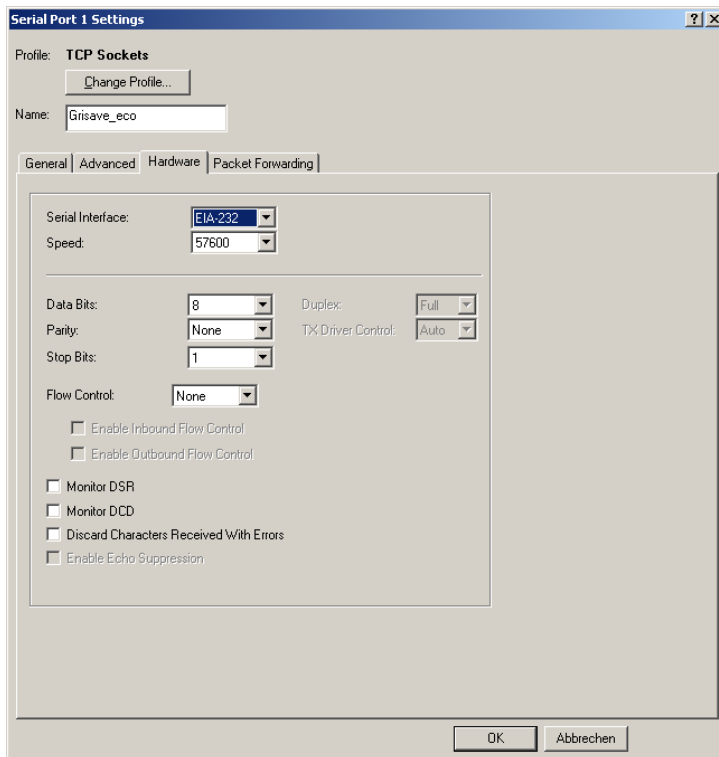 Serial Port 1 Settings
Profile: TCP Sockets
Change Profile...
Name: Grisave_eco
General Advanced Hardware Packet Forwarding
Serial Interface: EIA-232
Speed: 57600
Data Bits: 8 Duplex: Full
Parity: None TX Driver Control: Auto
Stop Bits: 1
Flow Control: None
Enable Inbound Flow Control
Enable Outbound Flow Control
Monitor DSR
Monitor DCD
Discard Characters Received With Errors
Enable Echo Suppression
OK Abbrechen